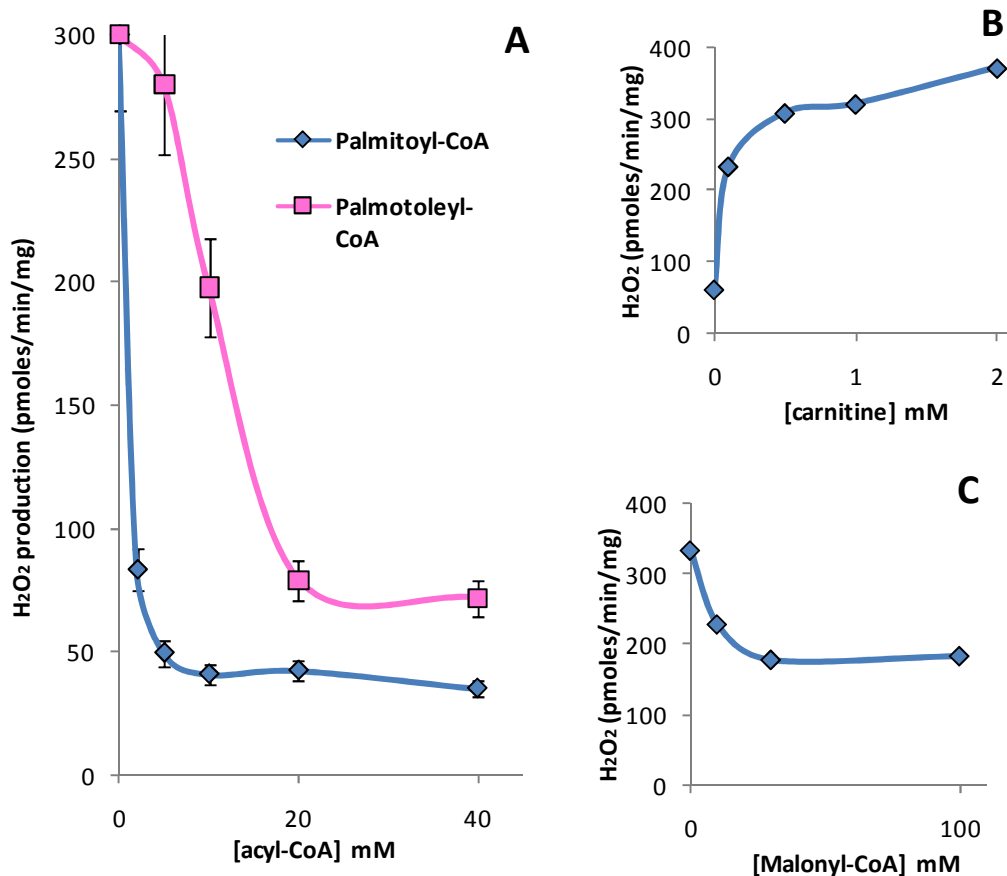 A
300
250
200
150
100
50
0
H₂O₂ production (pmoles/min/mg)
Palmitoyl-CoA
Palmotoleyl-
CoA
0 20 40
[acyl-CoA] mM
B
400
300
200
100
0
H₂O₂ (pmoles/min/mg)
0 1 2
[carnitine] mM
C
400
300
200
100
0
H₂O₂ (pmoles/min/mg)
0 100
[Malonyl-CoA] mM